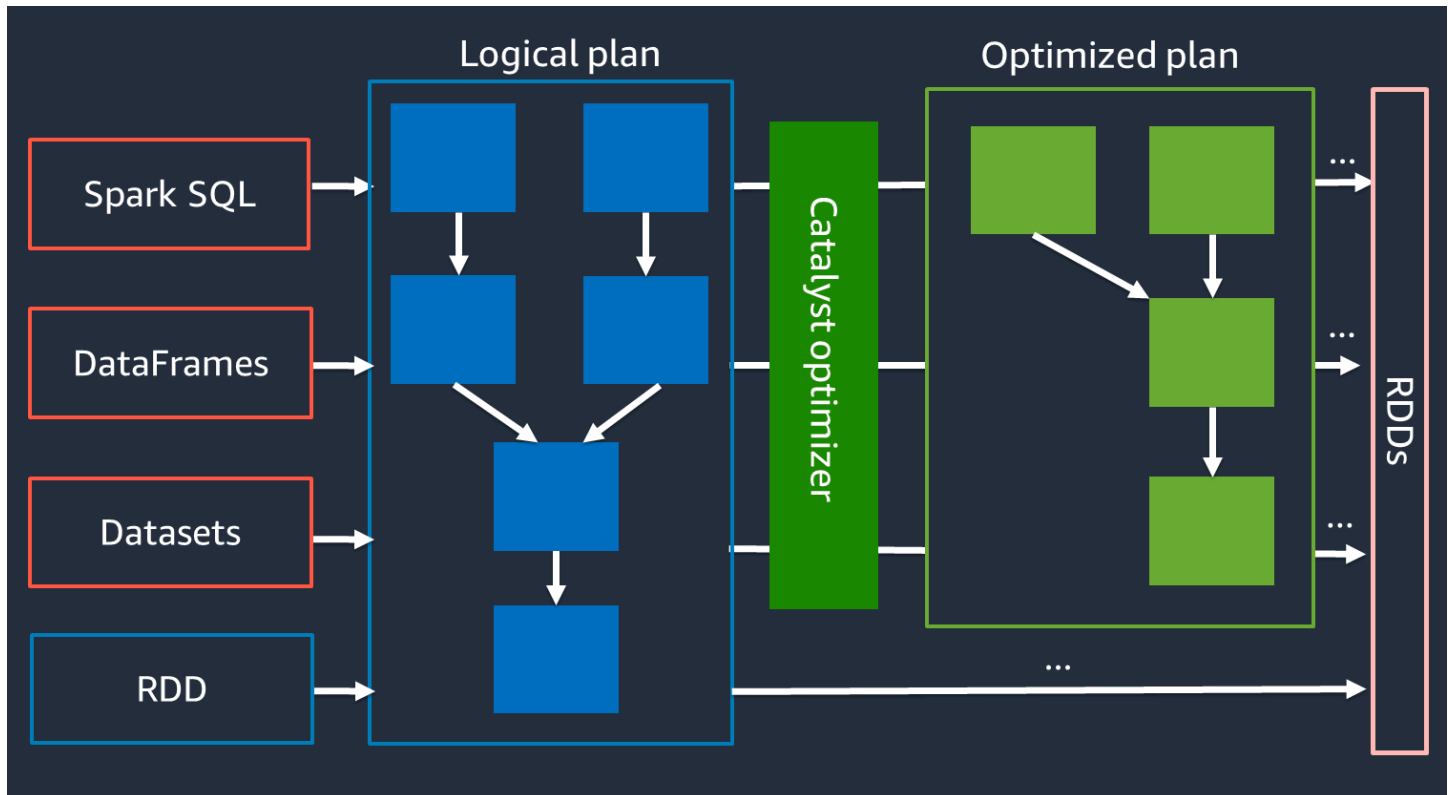 Logical plan
Optimized plan
Spark SQL
DataFrames
Datasets
RDD
Catalyst optimizer
...
...
...
...
RDDs